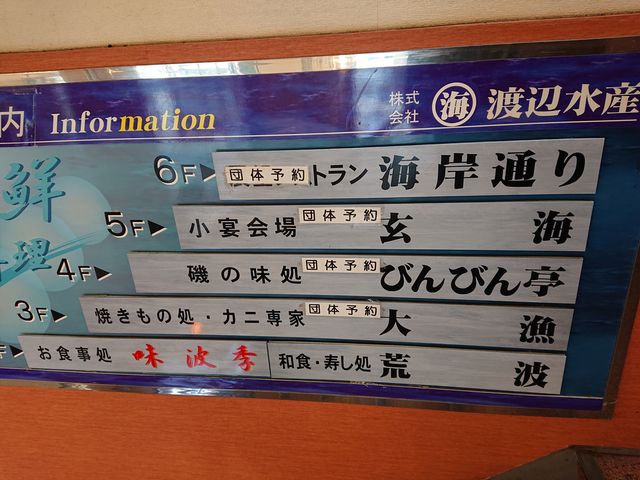 内 Information 株式会社 海 渡辺水産
鮮
理
6F 団体予約 ストラン 海岸通り
5F 小宴会場 団体予約 玄海
4F 磯の味処 団体予約 びんびん亭
3F 焼きもの処・カニ専家 団体予約 大漁
F お食事処 味波季 和食・寿し処 荒波